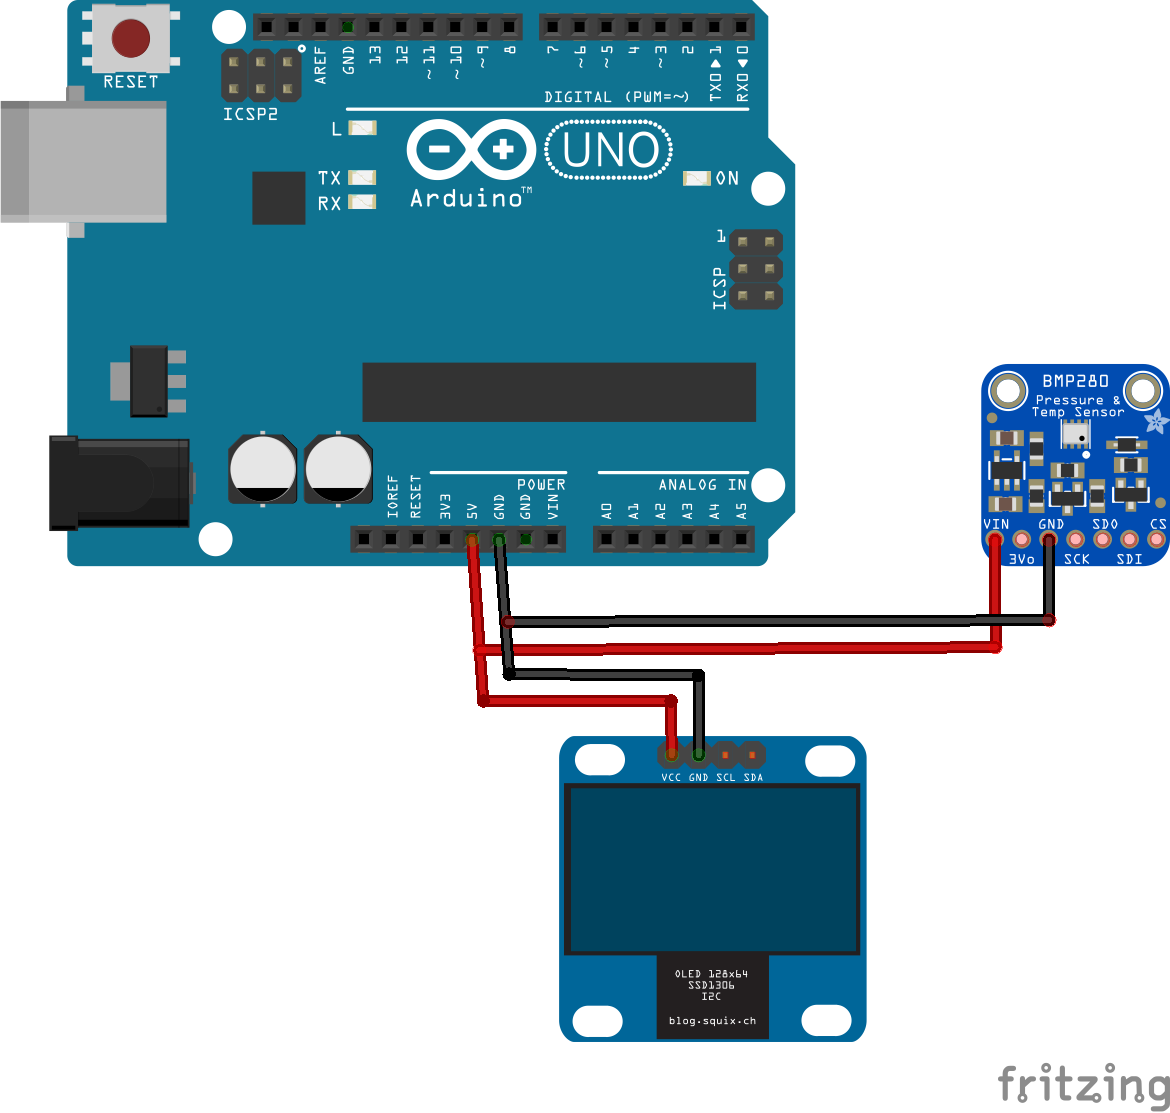 RESET
ICSP2
AREF
GND
13
12
~11
~10
~9
8
7
~6
~5
4
~3
2
TX0▶1
RX0◀0
DIGITAL (PWM=~)
L
TX
RX
Arduino™
UNO
ON
1
ICSP
IOREF
RESET
3V3
5V
GND
GND
VIN
POWER
A0
A1
A2
A3
A4
A5
ANALOG IN
BMP280
Pressure &
Temp Sensor
VIN GND SDO CS
3Vo SCK SDI
VCC GND SCL SDA
OLED 128x64
SSD1306
I2C
blog.squix.ch
fritzing